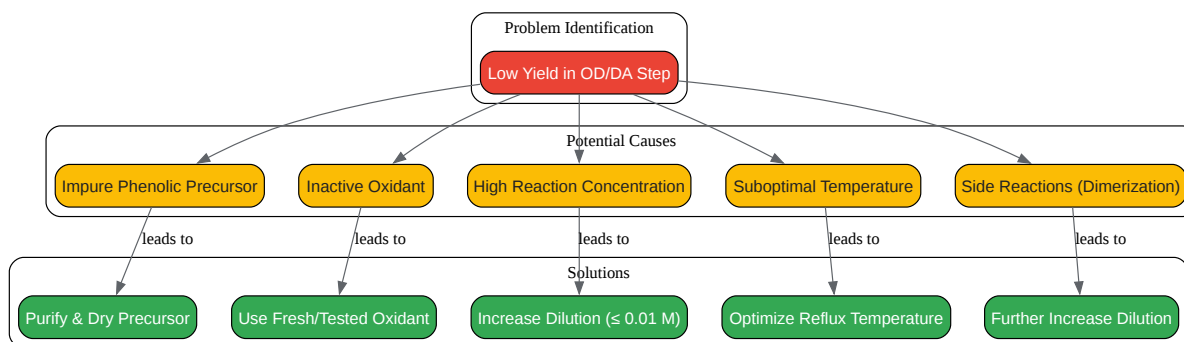 Problem Identification
Low Yield in OD/DA Step
Potential Causes
Impure Phenolic Precursor
Inactive Oxidant
High Reaction Concentration
Suboptimal Temperature
Side Reactions (Dimerization)
leads to
leads to
leads to
leads to
leads to
Solutions
Purify & Dry Precursor
Use Fresh/Tested Oxidant
Increase Dilution (≤ 0.01 M)
Optimize Reflux Temperature
Further Increase Dilution